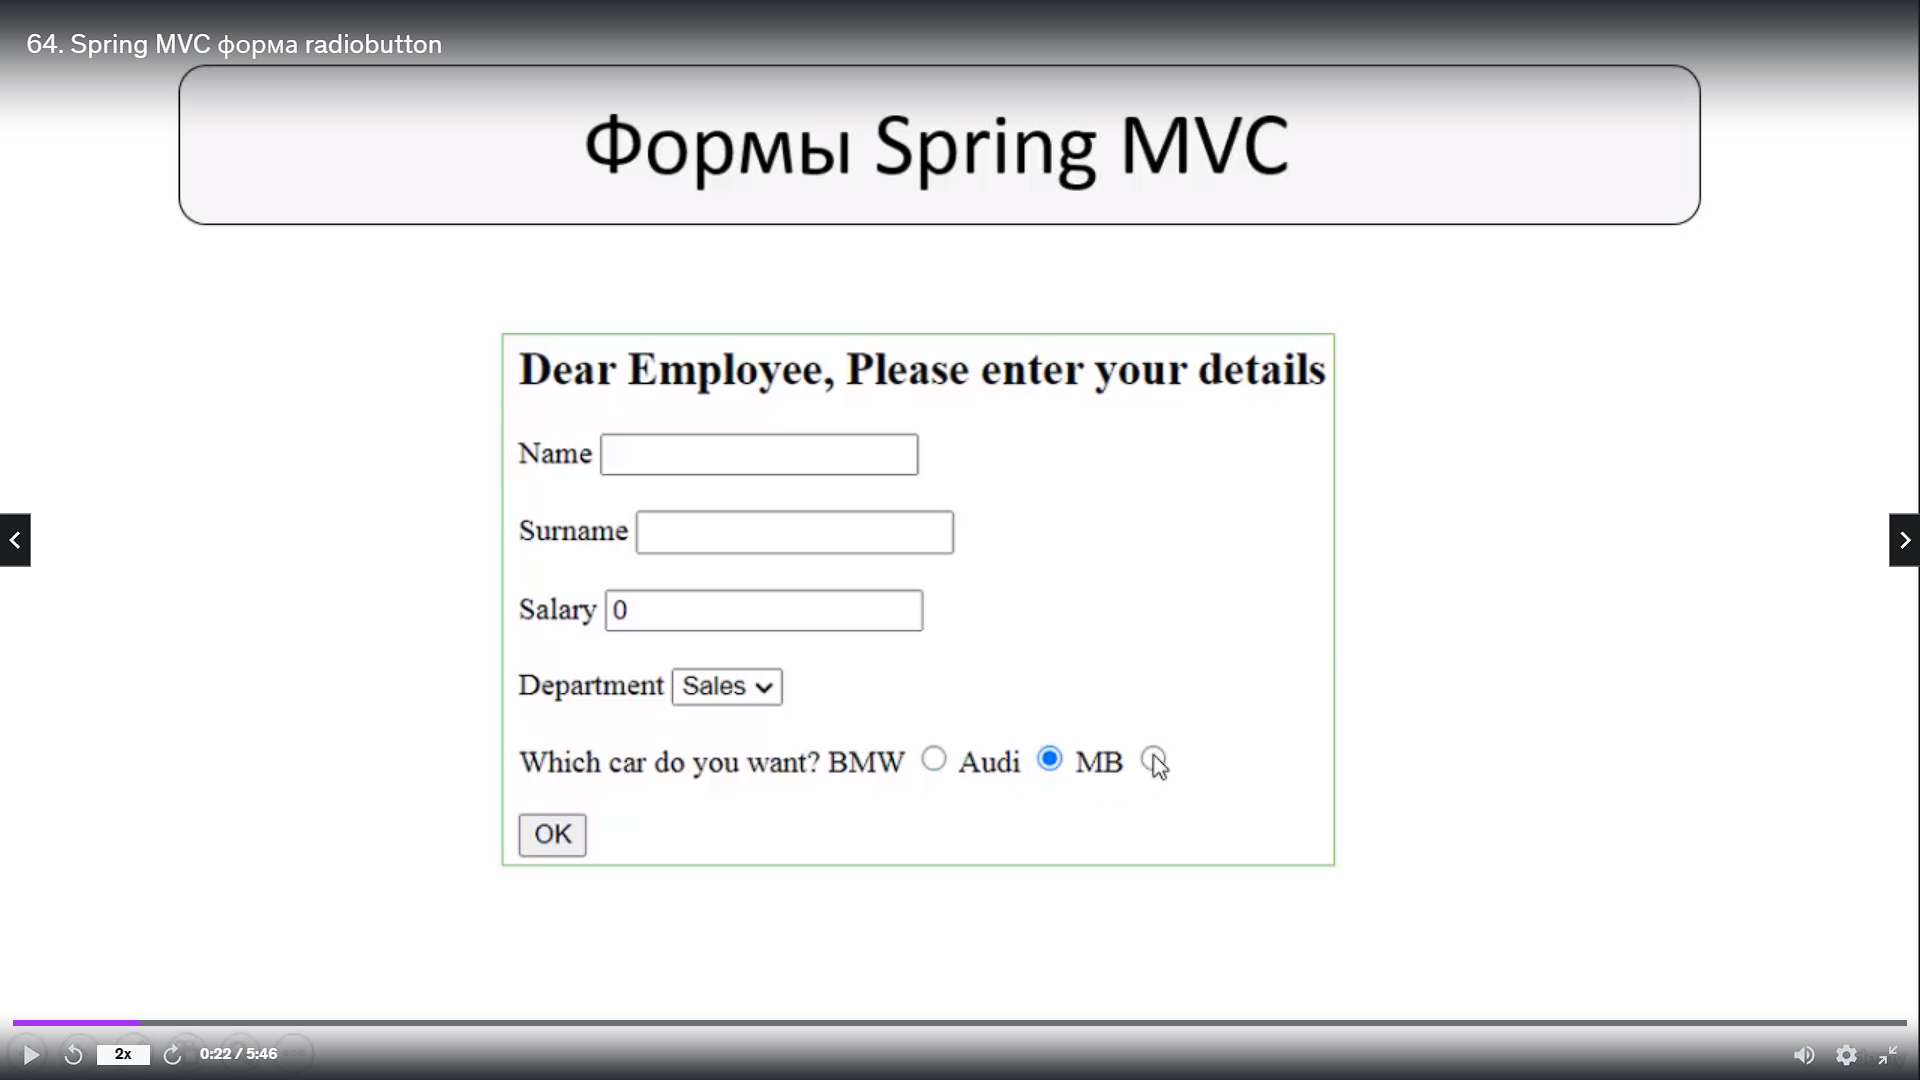 64. Spring MVC форма radiobutton
Формы Spring MVC
Dear Employee, Please enter your details
Name
Surname
Salary 0
Department Sales
Which car do you want? BMW Audi MB
OK
2x 0:22 / 5:46